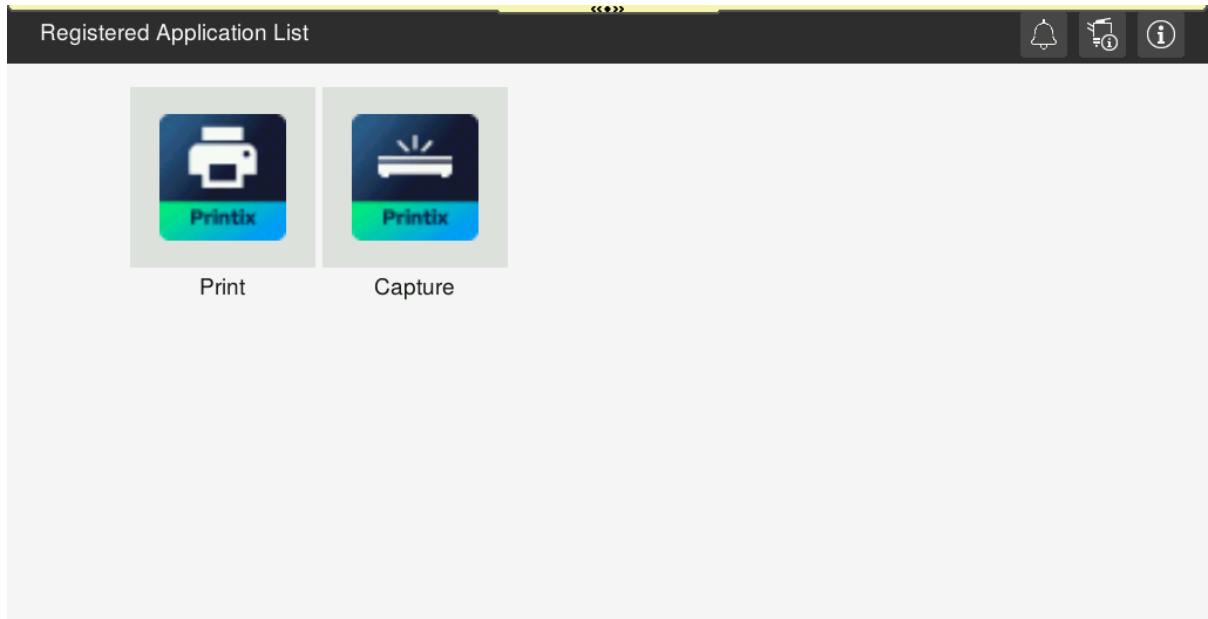 Registered Application List
Printix
Printix
Print
Capture